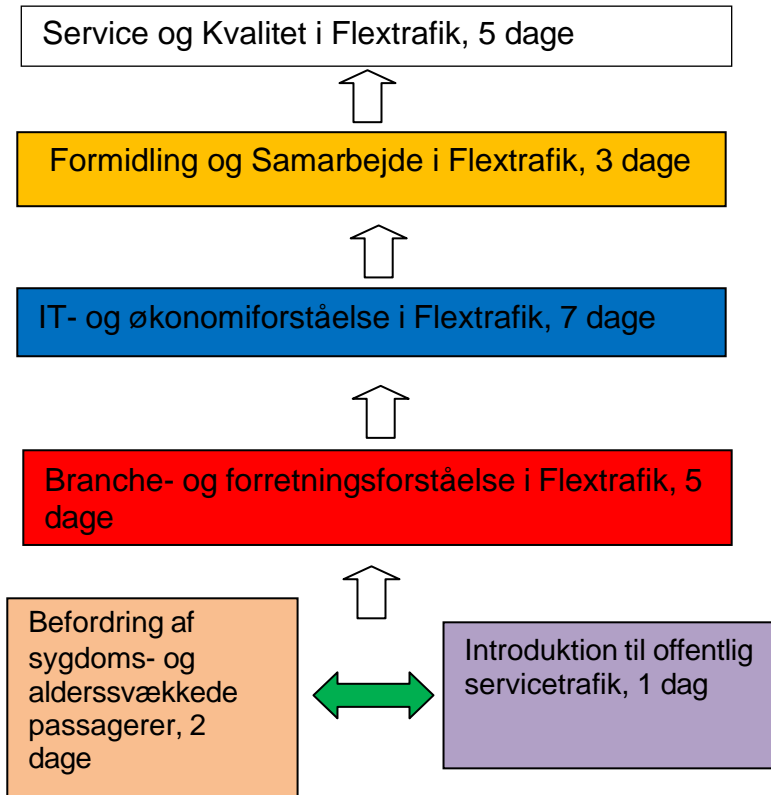 Service og Kvalitet i Flextrafik, 5 dage
Formidling og Samarbejde i Flextrafik, 3 dage
IT- og økonomiforståelse i Flextrafik, 7 dage
Branche- og forretningsforståelse i Flextrafik, 5
dage
Befordring af
sygdoms- og
alderssvækkede
passagerer, 2
dage
Introduktion til offentlig
servicetrafik, 1 dag